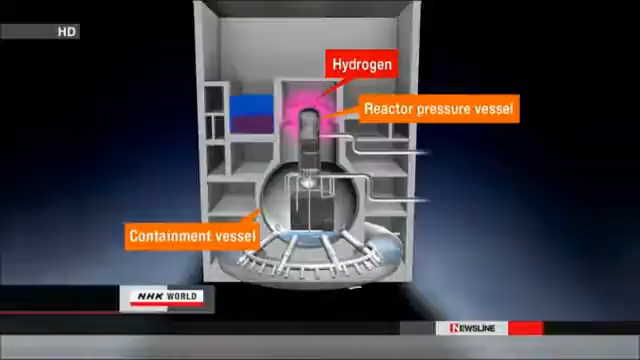 HD
Hydrogen
Reactor pressure vessel
Containment vessel
NHK WORLD
NEWSLINE